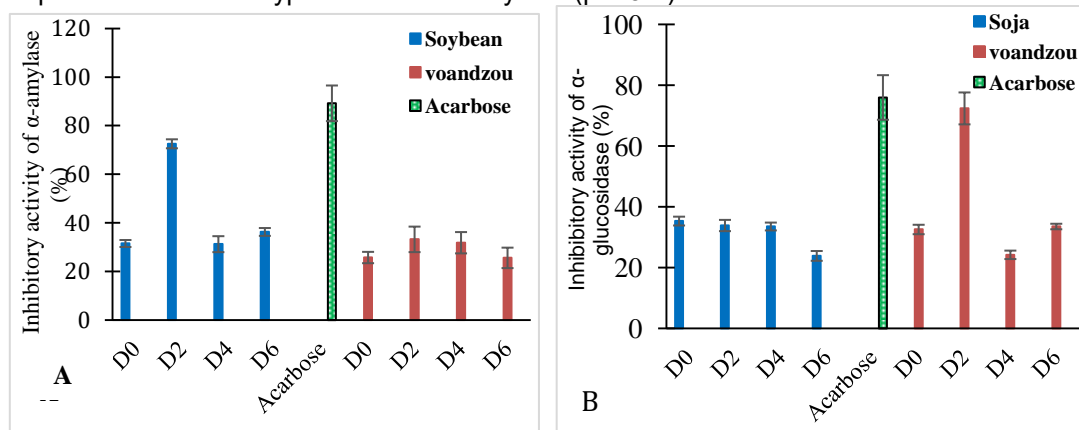 120
100
80
60
40
20
0
Inhibitory activity of α-amylase
(%)
Soybean
voandzou
Acarbose
D0
D2
D4
D6
Acarbose
D0
D2
D4
D6
A
100
80
60
40
20
0
Inhibitory activity of α-
glucosidase (%)
Soja
voandzou
Acarbose
D0
D2
D4
D6
Acarbose
D0
D2
D4
D6
B